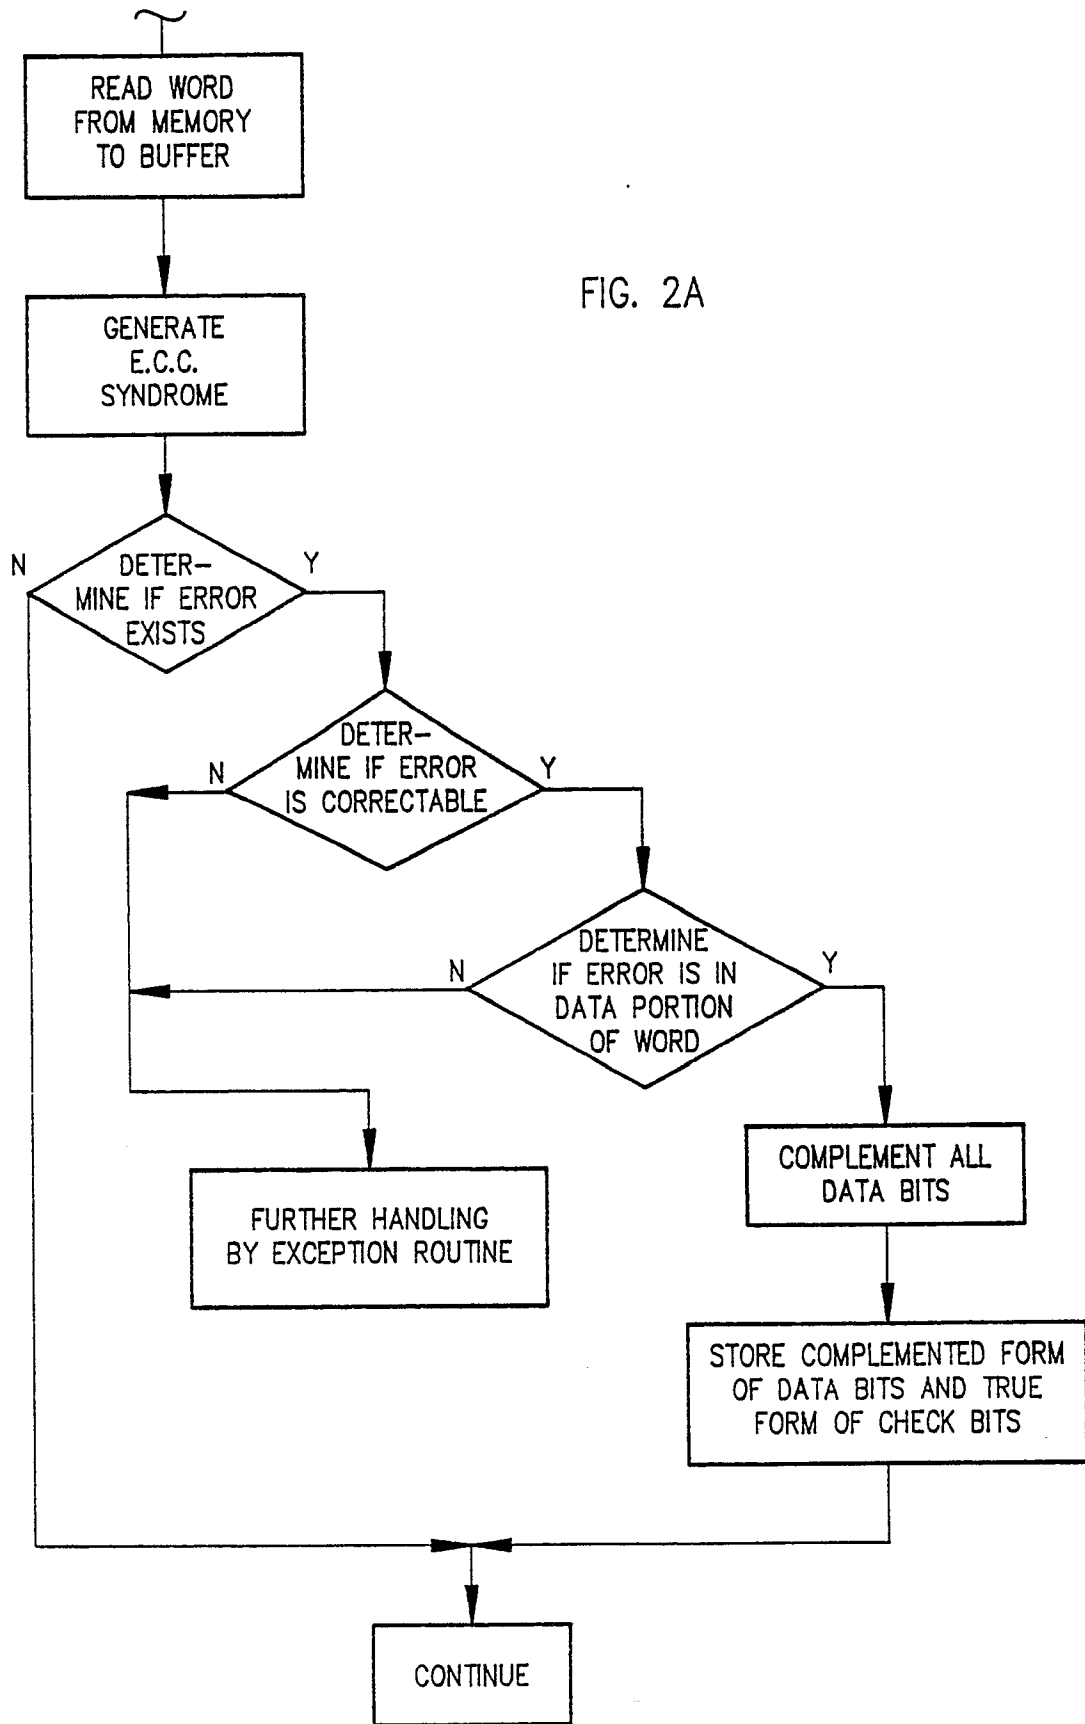 READ WORD
FROM MEMORY
TO BUFFER
FIG. 2A
GENERATE
E.C.C.
SYNDROME
N
Y
DETER-
MINE IF ERROR
EXISTS
N
Y
DETER-
MINE IF ERROR
IS CORRECTABLE
N
Y
DETERMINE
IF ERROR IS IN
DATA PORTION
OF WORD
COMPLEMENT ALL
DATA BITS
FURTHER HANDLING
BY EXCEPTION ROUTINE
STORE COMPLEMENTED FORM
OF DATA BITS AND TRUE
FORM OF CHECK BITS
CONTINUE